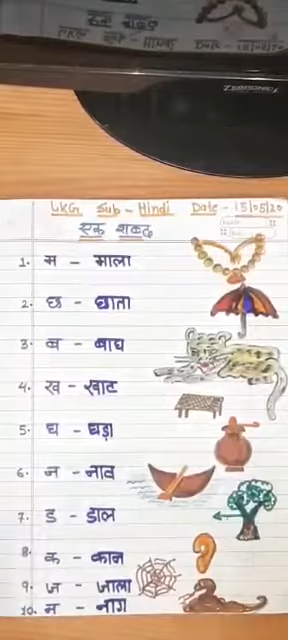 LKG Sub - Hindi Date - 15/05/20
एक शब्द
1. म - माला
2. छ - छाता
3. ब - बाघ
4. ख - खाट
5. घ - घड़ा
6. न - नाव
7. ड - डाल
8. क - कान
9. ज - जाला
10. न - नाग